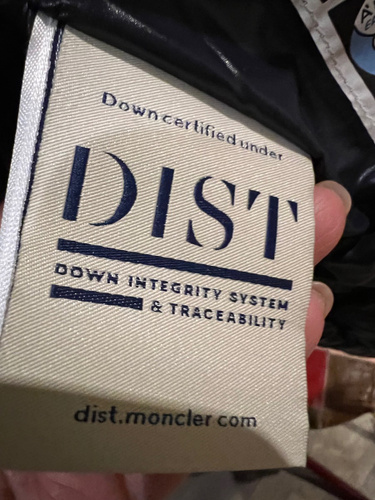 Down certified under
DIST
DOWN INTEGRITY SYSTEM
& TRACEABILITY
dist.moncler.com